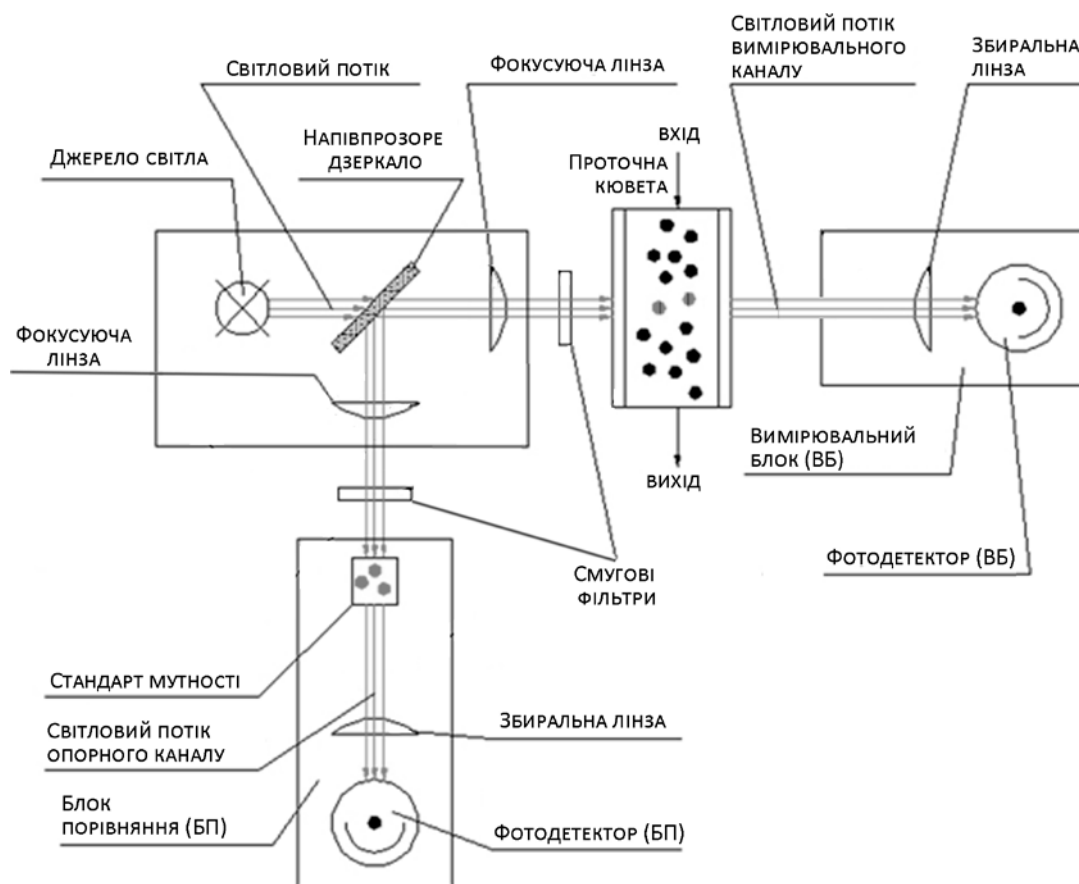 Світловий потік
Фокусуюча лінза
Світловий потік
вимірювального
каналу
Збиральна
лінза
Напівпрозоре
дзеркало
Джерело світла
вхід
Проточна
кювета
Фокусуюча
лінза
Вимірювальний
блок (ВБ)
вихід
Фотодетектор (ВБ)
Смугові
фільтри
Стандарт мутності
Світловий потік
опорного каналу
Збиральна лінза
Блок
порівняння (БП)
Фотодетектор (БП)